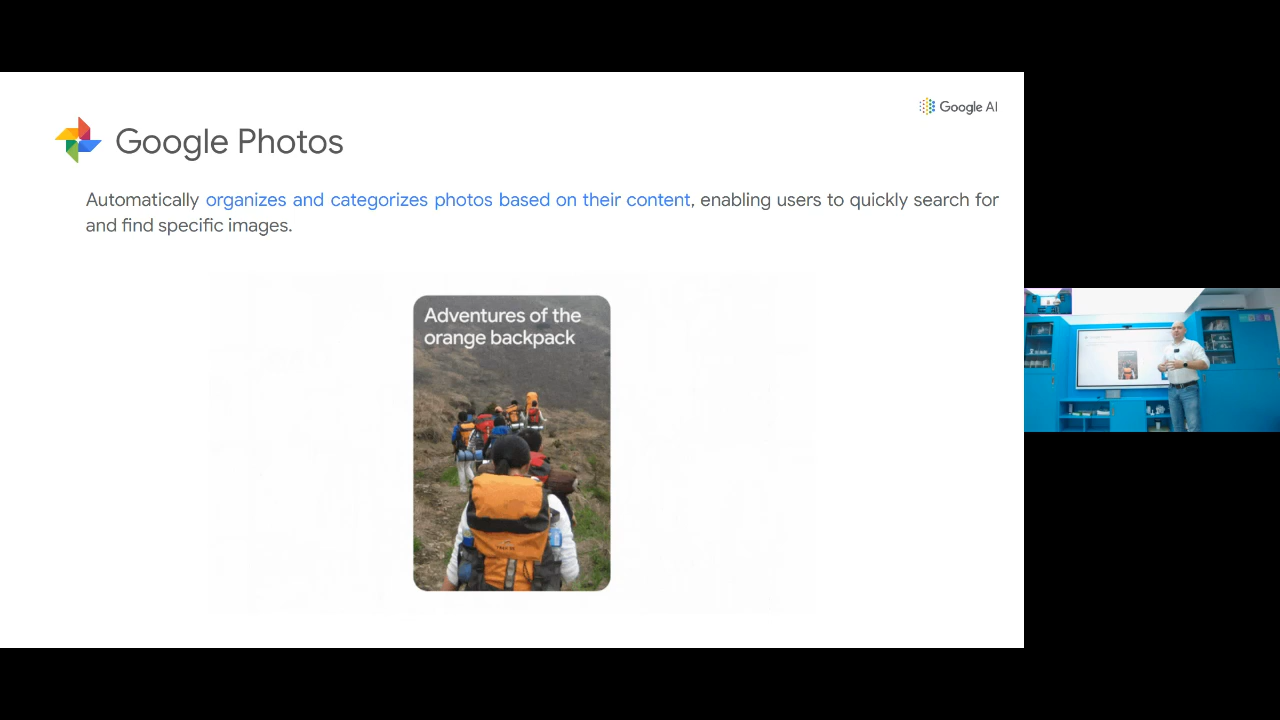 Google AI
Google Photos
Automatically organizes and categorizes photos based on their content, enabling users to quickly search for
and find specific images.
Adventures of the
orange backpack